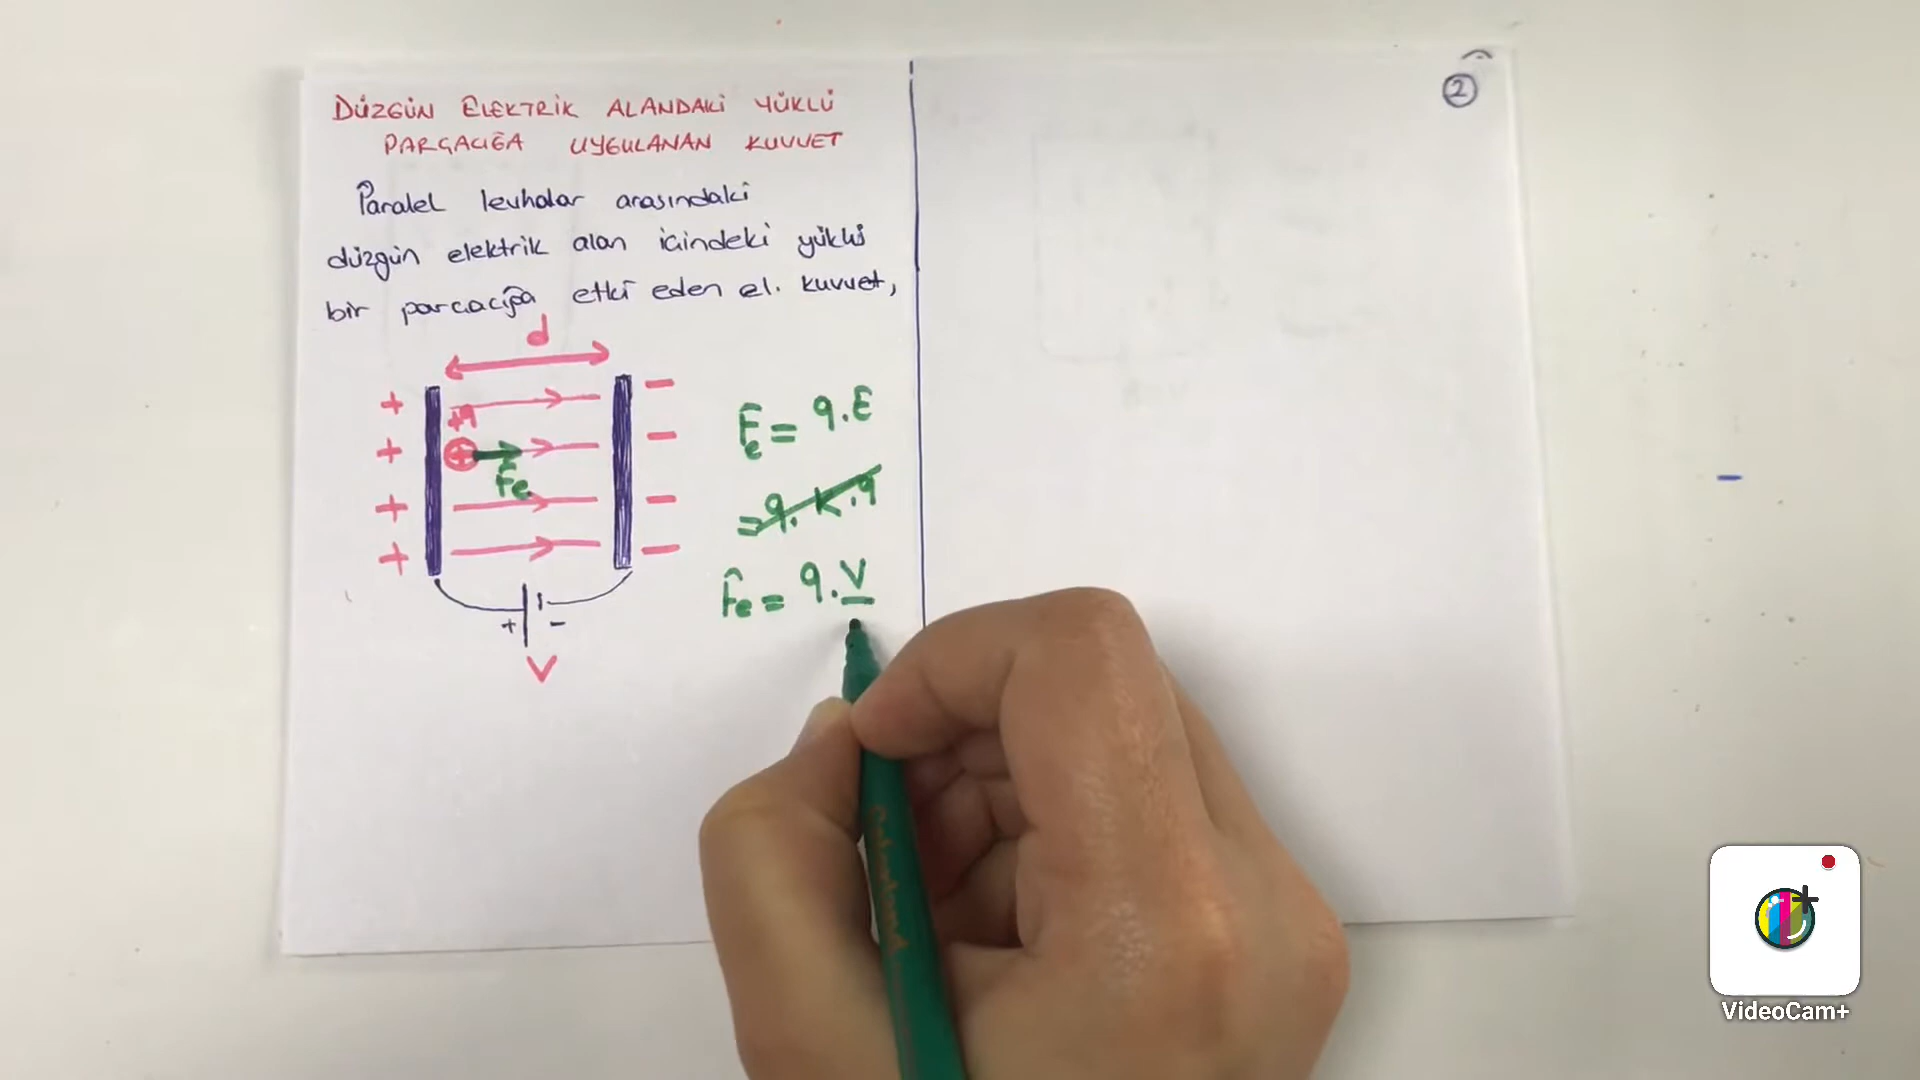 DÜZGÜN ELEKTRİK ALANDAKİ YÜKLÜ
PARÇACIĞA UYGULANAN KUVVET
Paralel levhalar arasındaki
düzgün elektrik alan içindeki yüklü
bir parçacığa etki eden el. kuvvet,
d
+ + + +
+q
+
Fe
- - - -
+ -
V
Fe = q.E
= q.k.q
Fe = q.V
2
VideoCam+